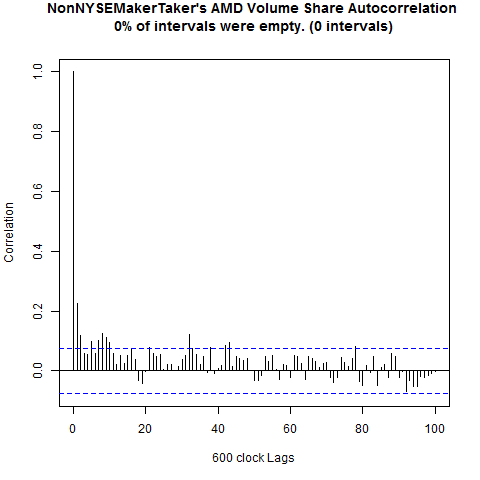 NonNYSEMakerTaker's AMD Volume Share Autocorrelation
0% of intervals were empty. (0 intervals)
1.0
0.8
0.6
0.4
0.2
0.0
Correlation
0 20 40 60 80 100
600 clock Lags